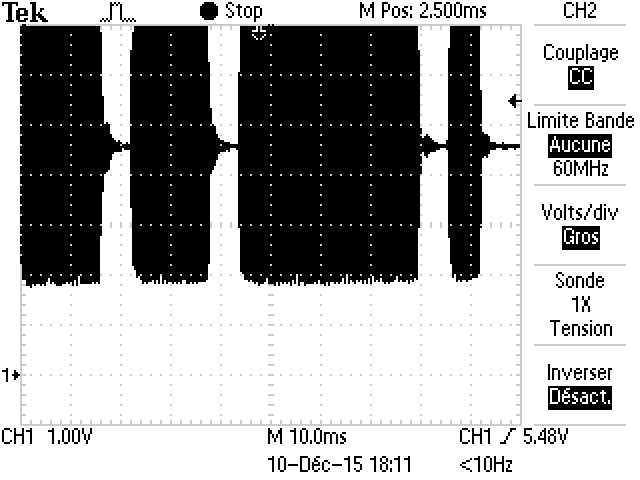 Tek Stop M Pos: 2.500ms CH2
Couplage
CC
Limite Bande
Aucune
60MHz
Volts/div
Gros
Sonde
1X
Tension
Inverser
Désact.
1
CH1 1.00V M 10.0ms CH1 5.48V
10-Déc-15 18:11 <10Hz